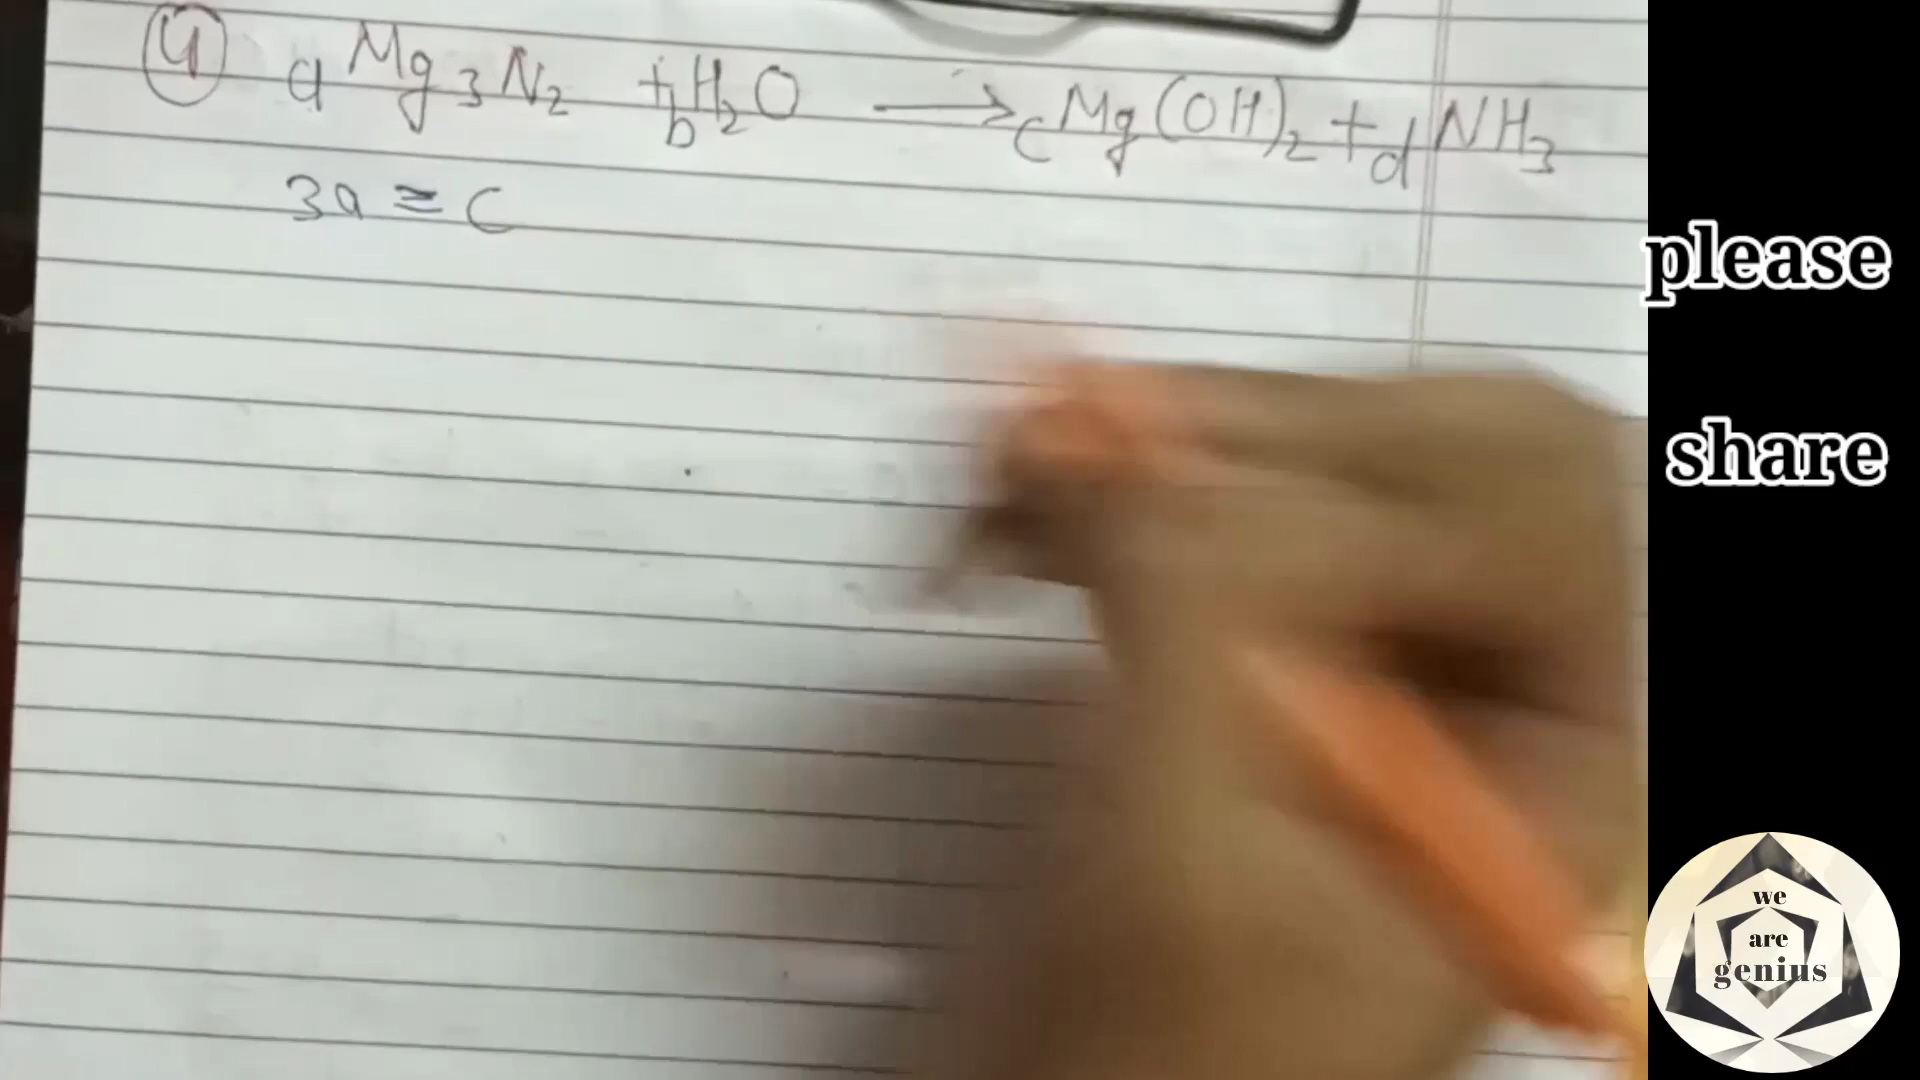 4 a Mg3N2 + b H2O → c Mg(OH)2 + d NH3
3a = c
please
share
we
are
genius